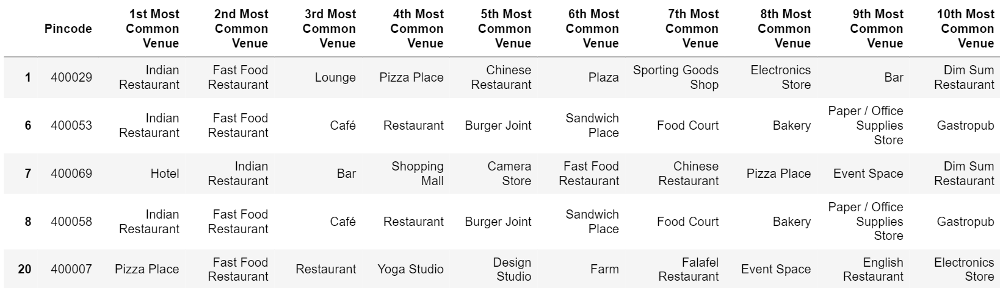 Pincode 1st Most Common Venue 2nd Most Common Venue 3rd Most Common Venue 4th Most Common Venue 5th Most Common Venue 6th Most Common Venue 7th Most Common Venue 8th Most Common Venue 9th Most Common Venue 10th Most Common Venue
1 400029 Indian Restaurant Fast Food Restaurant Lounge Pizza Place Chinese Restaurant Plaza Sporting Goods Shop Electronics Store Bar Dim Sum Restaurant
6 400053 Indian Restaurant Fast Food Restaurant Café Restaurant Burger Joint Sandwich Place Food Court Bakery Paper / Office Supplies Store Gastropub
7 400069 Hotel Indian Restaurant Bar Shopping Mall Camera Store Fast Food Restaurant Chinese Restaurant Pizza Place Event Space Dim Sum Restaurant
8 400058 Indian Restaurant Fast Food Restaurant Café Restaurant Burger Joint Sandwich Place Food Court Bakery Paper / Office Supplies Store Gastropub
20 400007 Pizza Place Fast Food Restaurant Restaurant Yoga Studio Design Studio Farm Falafel Restaurant Event Space English Restaurant Electronics Store